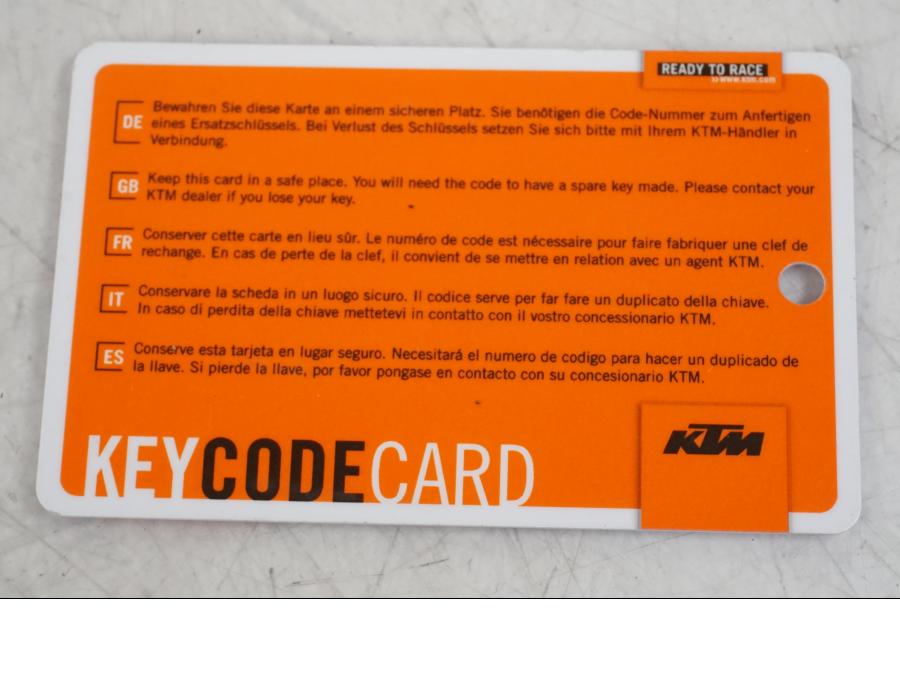 READY TO RACE
»www.ktm.com
DE Bewahren Sie diese Karte an einem sicheren Platz. Sie benötigen die Code-Nummer zum Anfertigen
eines Ersatzschlüssels. Bei Verlust des Schlüssels setzen Sie sich bitte mit Ihrem KTM-Händler in
Verbindung.
GB Keep this card in a safe place. You will need the code to have a spare key made. Please contact your
KTM dealer if you lose your key.
FR Conserver cette carte en lieu sûr. Le numéro de code est nécessaire pour faire fabriquer une clef de
rechange. En cas de perte de la clef, il convient de se mettre en relation avec un agent KTM.
IT Conservare la scheda in un luogo sicuro. Il codice serve per far fare un duplicato della chiave.
In caso di perdita della chiave mettetevi in contatto con il vostro concessionario KTM.
ES Conserve esta tarjeta en lugar seguro. Necesitará el numero de codigo para hacer un duplicado de
la llave. Si pierde la llave, por favor pongase en contacto con su concesionario KTM.
KEYCODECARD
KTM